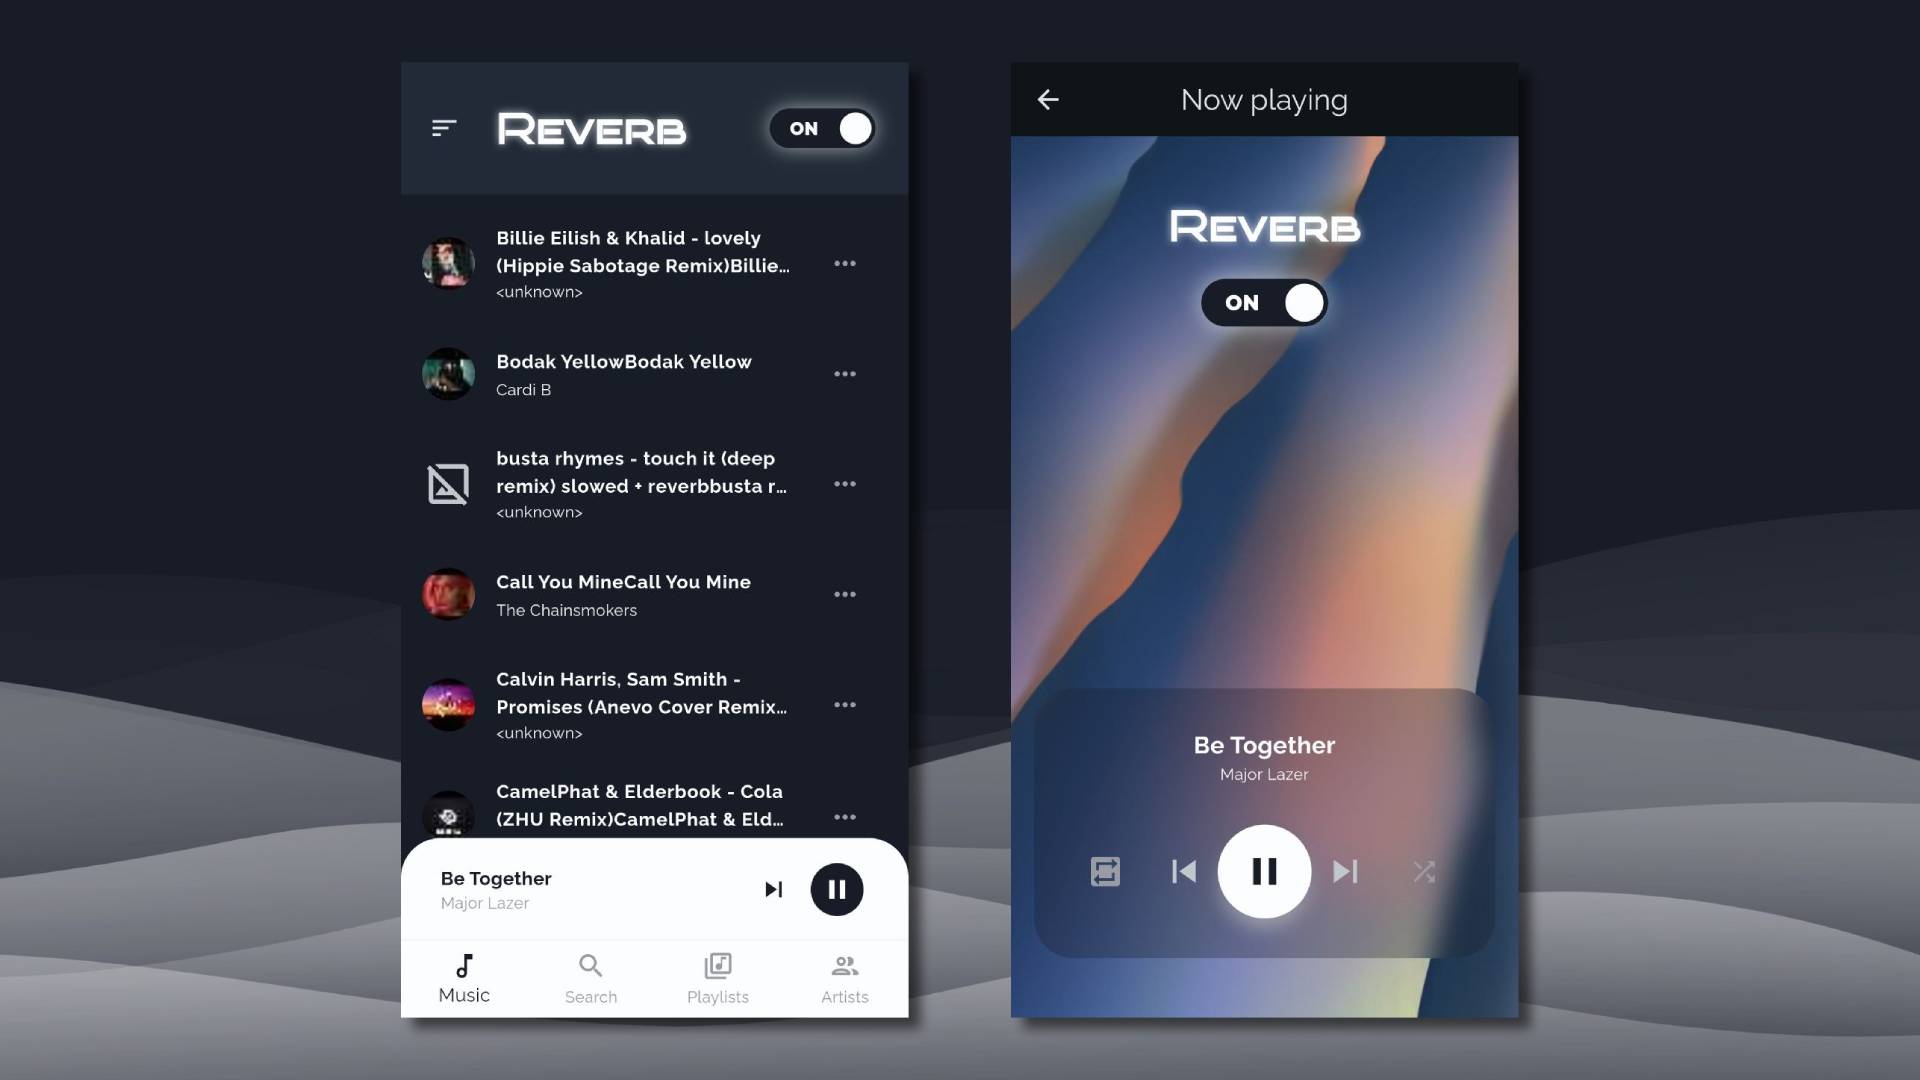 REVERB
ON
Billie Eilish & Khalid - lovely
(Hippie Sabotage Remix)Billie...
<unknown>
Bodak YellowBodak Yellow
Cardi B
busta rhymes - touch it (deep
remix) slowed + reverbbusta r...
<unknown>
Call You MineCall You Mine
The Chainsmokers
Calvin Harris, Sam Smith -
Promises (Anevo Cover Remix...
<unknown>
CamelPhat & Elderbook - Cola
(ZHU Remix)CamelPhat & Eld...
Be Together
Major Lazer
Music
Search
Playlists
Artists
Now playing
REVERB
ON
Be Together
Major Lazer